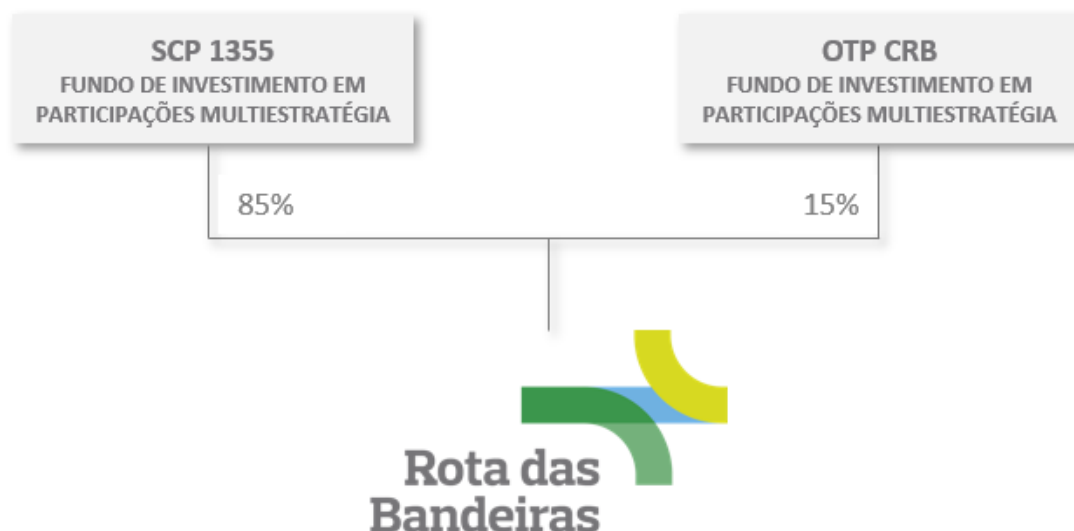 SCP 1355
FUNDO DE INVESTIMENTO EM
PARTICIPAÇÕES MULTIESTRATÉGIA
OTP CRB
FUNDO DE INVESTIMENTO EM
PARTICIPAÇÕES MULTIESTRATÉGIA
85%
15%
Rota das
Bandeiras